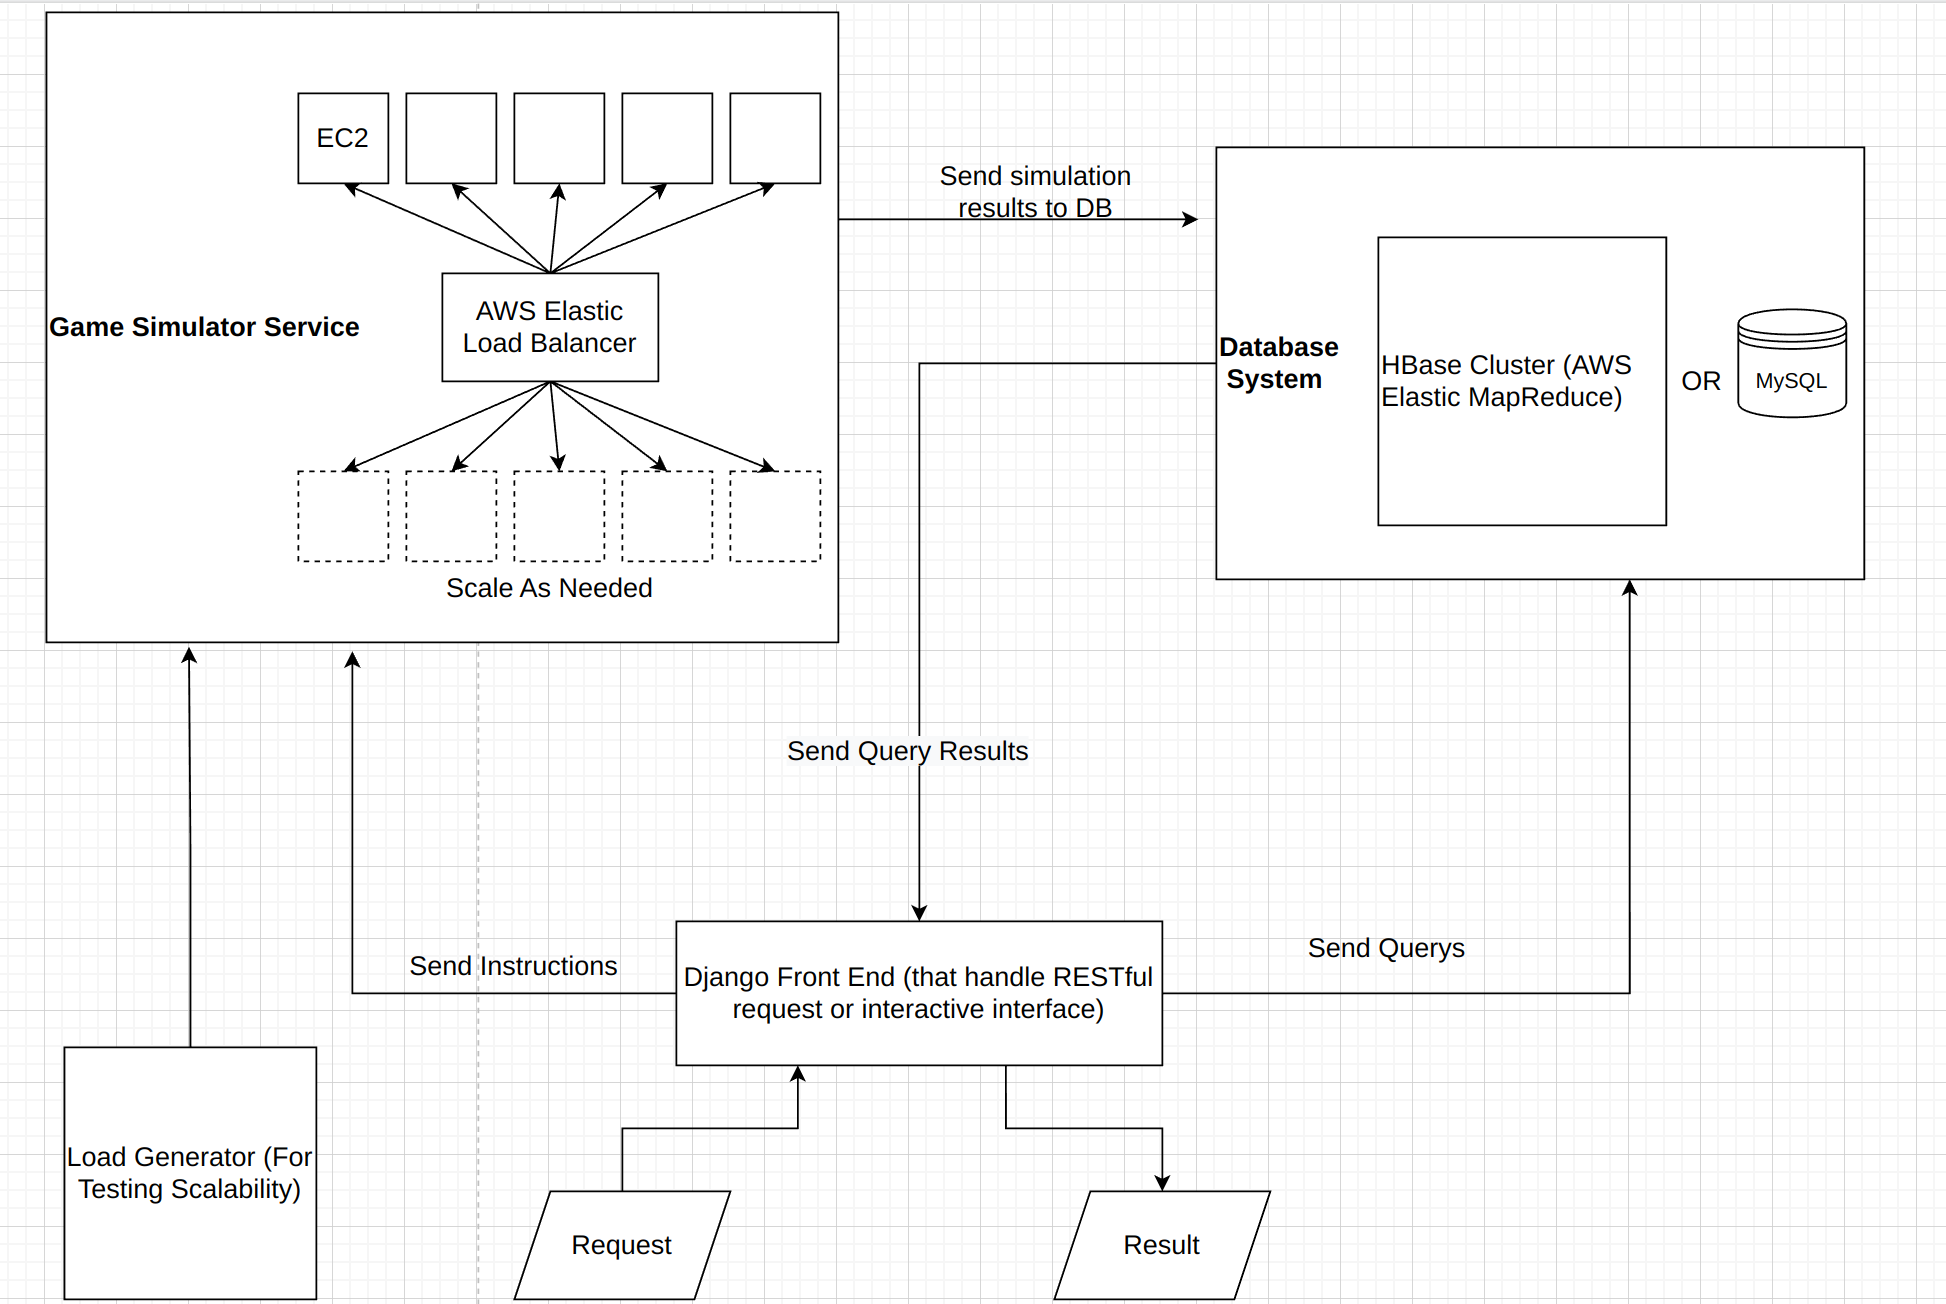 EC2
Send simulation
results to DB
AWS Elastic
Load Balancer
Game Simulator Service
Database
System
HBase Cluster (AWS
Elastic MapReduce)
OR
MySQL
Scale As Needed
Send Query Results
Send Instructions
Django Front End (that handle RESTful
request or interactive interface)
Send Querys
Load Generator (For
Testing Scalability)
Request
Result